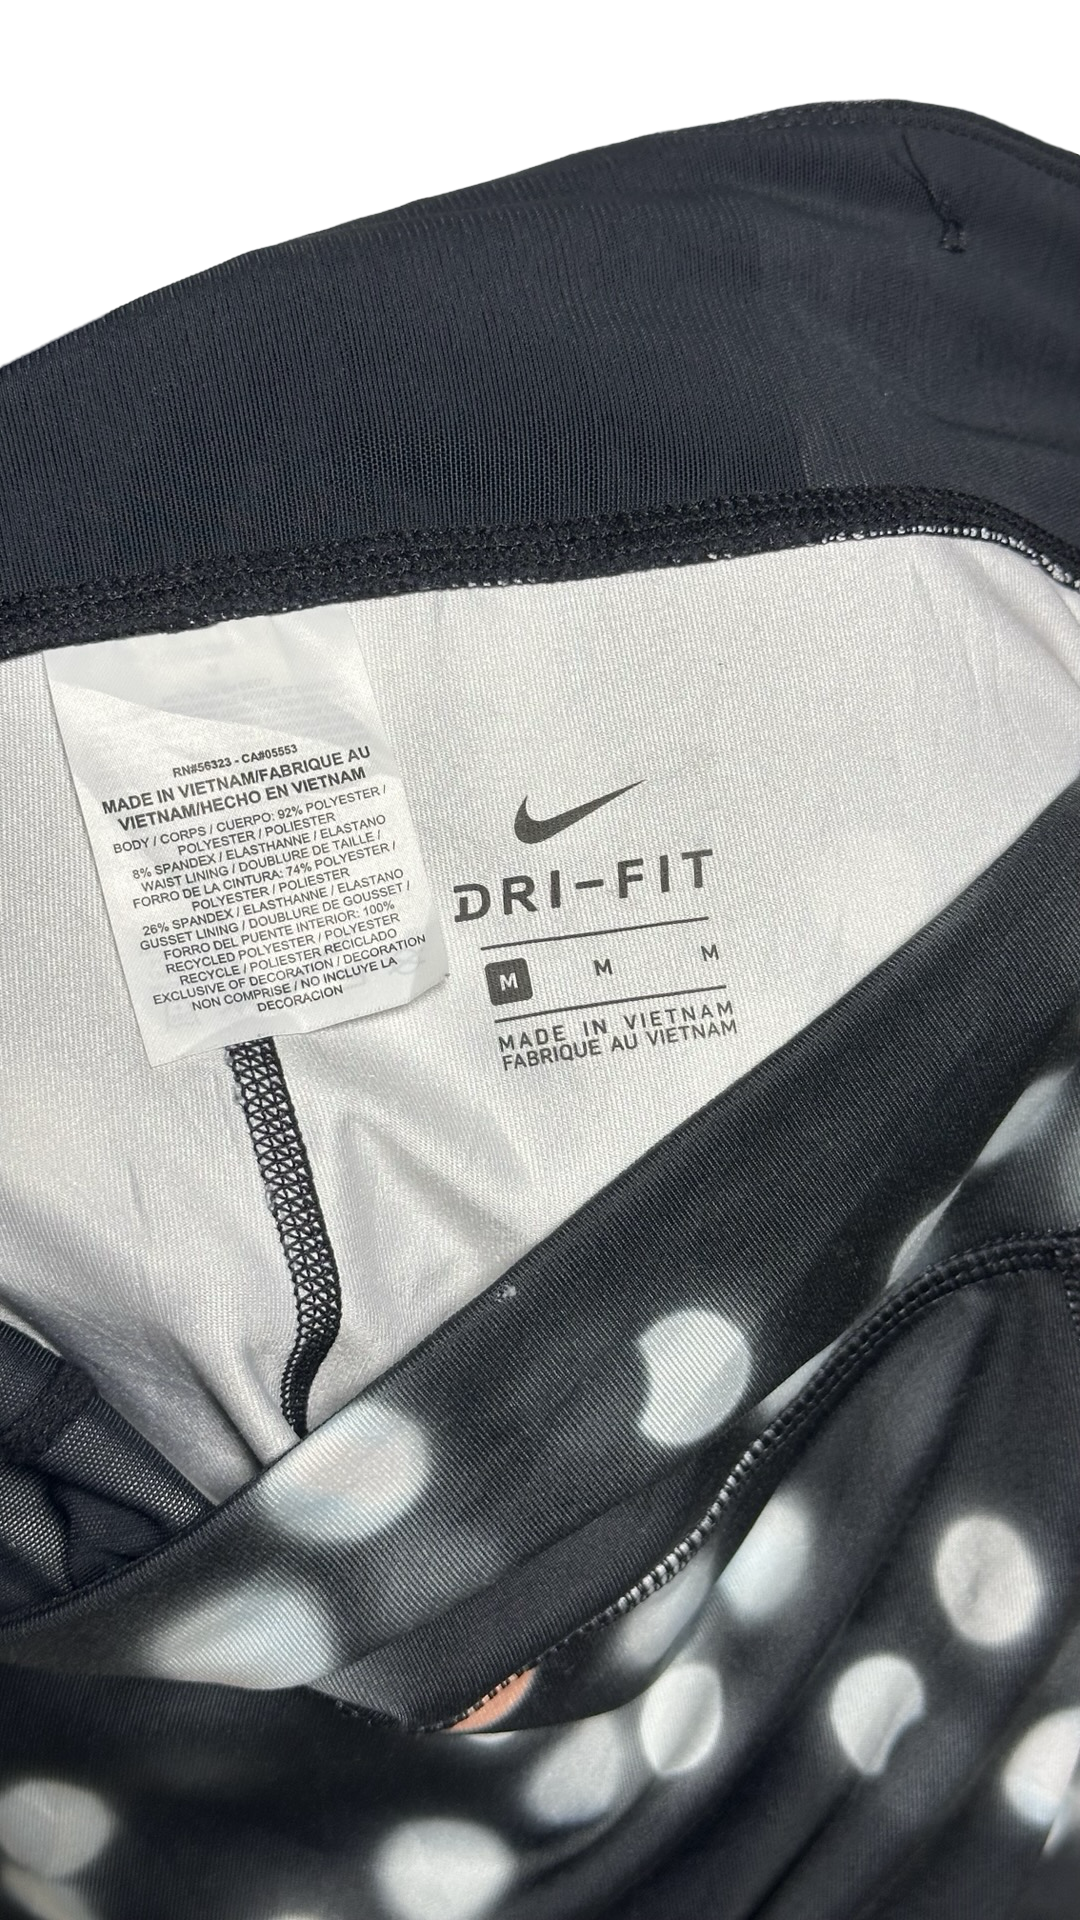 RN#56323 - CA#05553
MADE IN VIETNAM/FABRIQUE AU
VIETNAM/HECHO EN VIETNAM
BODY / CORPS / CUERPO: 92% POLYESTER /
POLYESTER / POLIESTER
8% SPANDEX / ELASTHANNE / ELASTANO
WAIST LINING / DOUBLURE DE TAILLE /
FORRO DE LA CINTURA: 74% POLYESTER /
POLYESTER / POLIESTER
26% SPANDEX / ELASTHANNE / ELASTANO
GUSSET LINING / DOUBLURE DE GOUSSET /
FORRO DEL PUENTE INTERIOR: 100%
RECYCLED POLYESTER / POLYESTER
RECYCLE / POLIESTER RECICLADO
EXCLUSIVE OF DECORATION / DECORATION
NON COMPRISE / NO INCLUYE LA
DECORACION
DRI-FIT
M M M
MADE IN VIETNAM
FABRIQUE AU VIETNAM